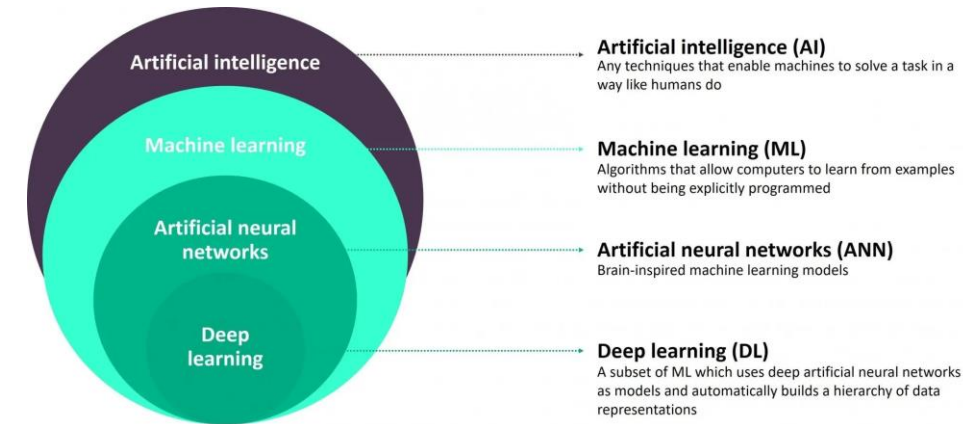 Artificial intelligence
Machine learning
Artificial neural
networks
Deep
learning
Artificial intelligence (AI)
Any techniques that enable machines to solve a task in a
way like humans do
Machine learning (ML)
Algorithms that allow computers to learn from examples
without being explicitly programmed
Artificial neural networks (ANN)
Brain-inspired machine learning models
Deep learning (DL)
A subset of ML which uses deep artificial neural networks
as models and automatically builds a hierarchy of data
representations